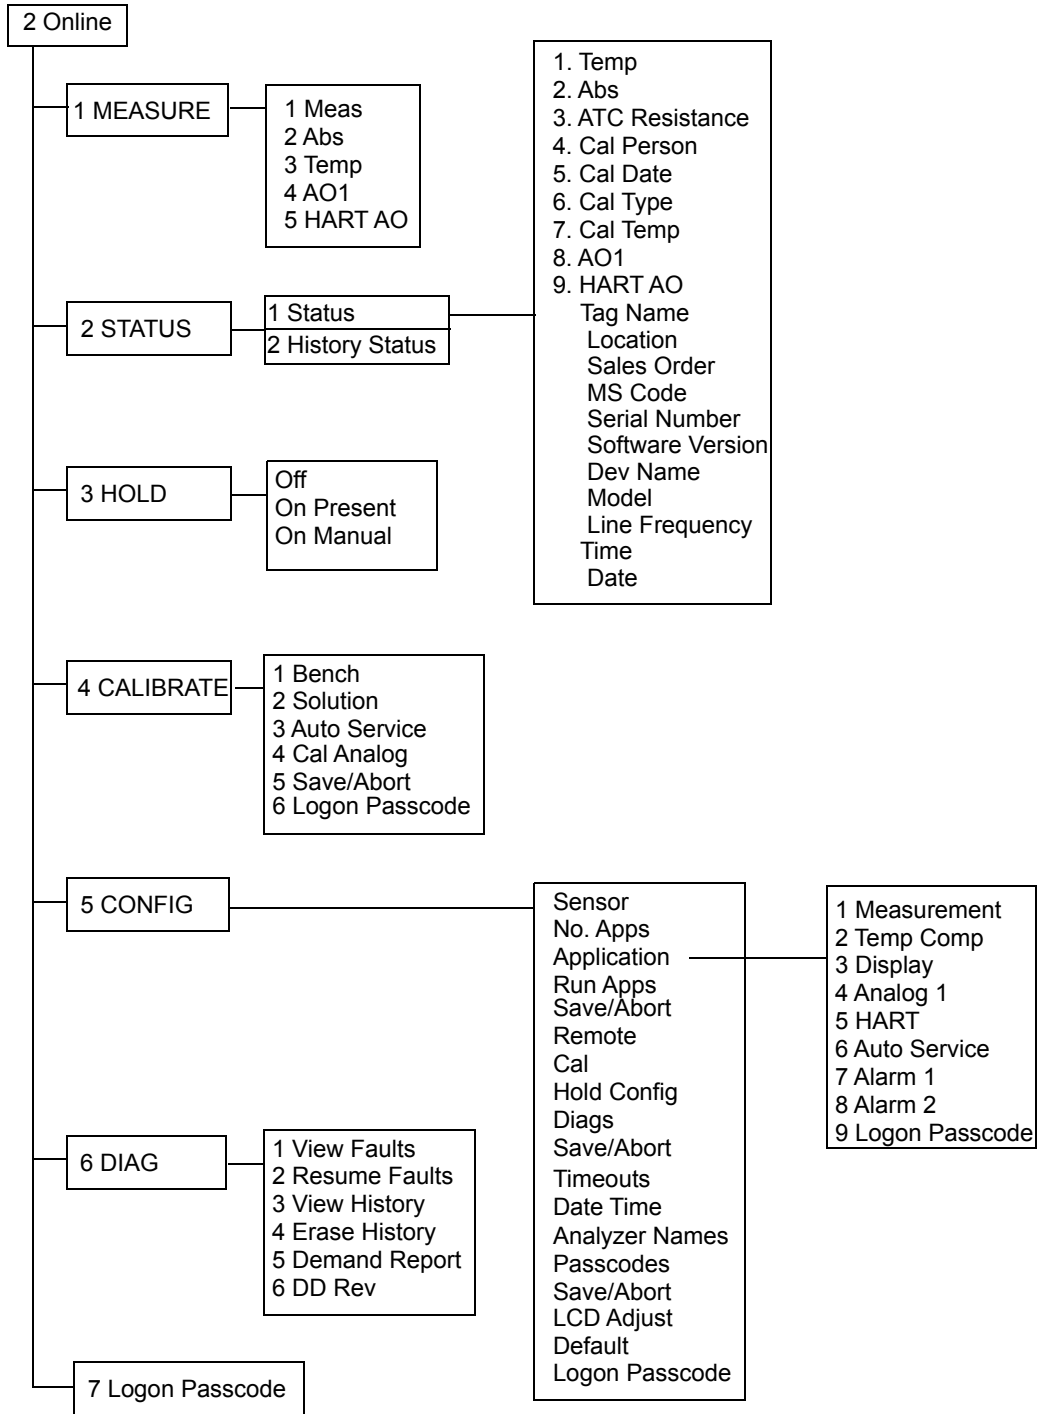 2 Online
1 MEASURE
1 Meas
2 Abs
3 Temp
4 AO1
5 HART AO
2 STATUS
1 Status
2 History Status
1. Temp
2. Abs
3. ATC Resistance
4. Cal Person
5. Cal Date
6. Cal Type
7. Cal Temp
8. AO1
9. HART AO
Tag Name
Location
Sales Order
MS Code
Serial Number
Software Version
Dev Name
Model
Line Frequency
Time
Date
3 HOLD
Off
On Present
On Manual
4 CALIBRATE
1 Bench
2 Solution
3 Auto Service
4 Cal Analog
5 Save/Abort
6 Logon Passcode
5 CONFIG
Sensor
No. Apps
Application
Run Apps
Save/Abort
Remote
Cal
Hold Config
Diags
Save/Abort
Timeouts
Date Time
Analyzer Names
Passcodes
Save/Abort
LCD Adjust
Default
Logon Passcode
1 Measurement
2 Temp Comp
3 Display
4 Analog 1
5 HART
6 Auto Service
7 Alarm 1
8 Alarm 2
9 Logon Passcode
6 DIAG
1 View Faults
2 Resume Faults
3 View History
4 Erase History
5 Demand Report
6 DD Rev
7 Logon Passcode